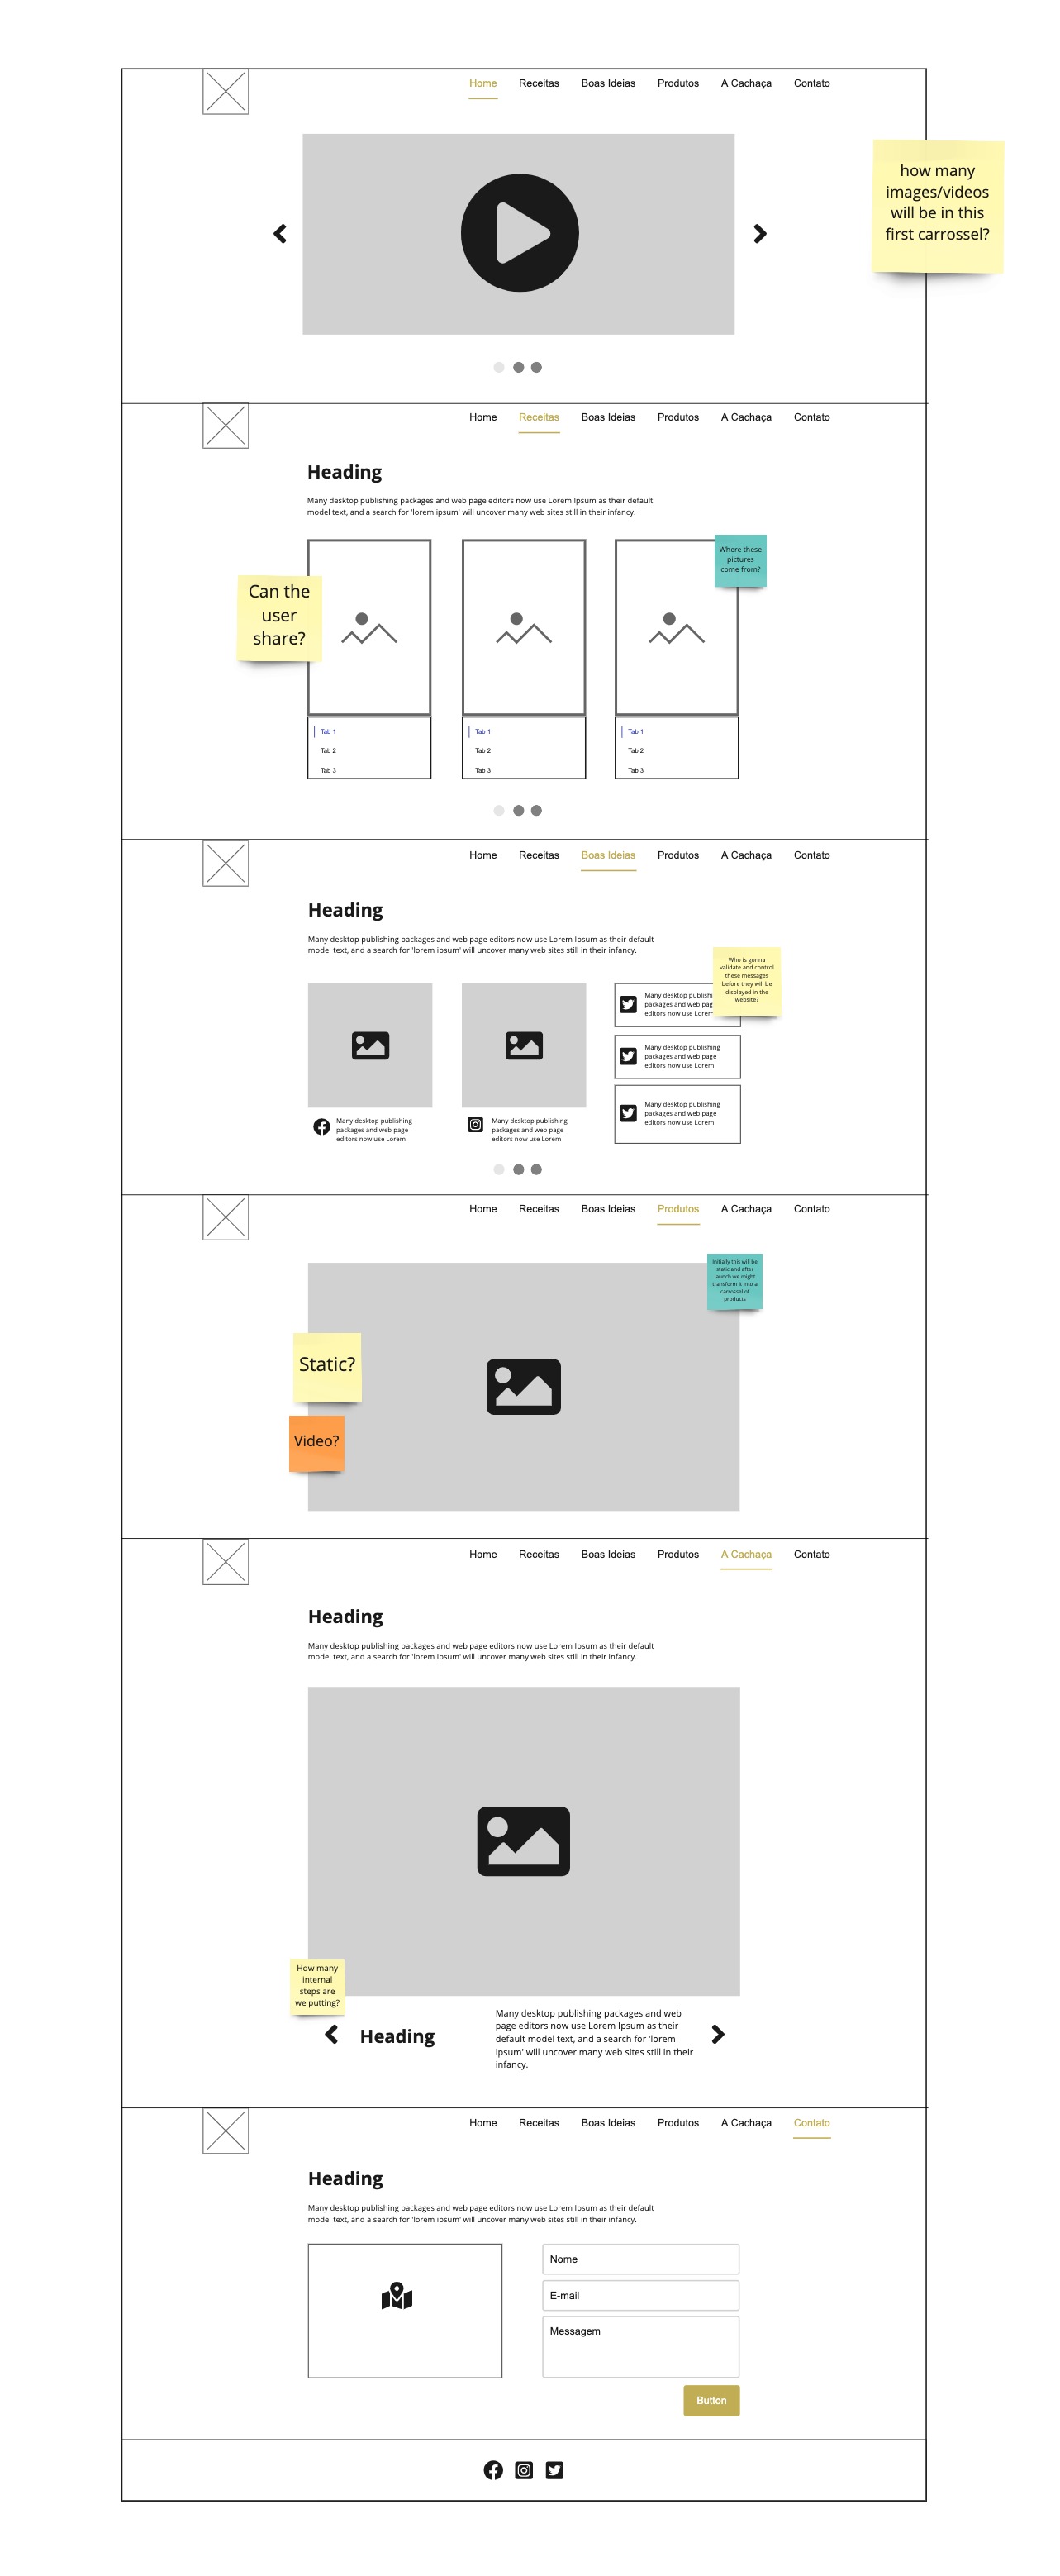 Home Receitas Boas Ideias Produtos A Cachaça Contato
how many
images/videos
will be in this
first carrossel?
Home Receitas Boas Ideias Produtos A Cachaça Contato
Heading
Many desktop publishing packages and web page editors now use Lorem Ipsum as their default
model text, and a search for 'lorem ipsum' will uncover many web sites still in their infancy.
Where these
pictures
come from?
Can the
user
share?
Tab 1
Tab 2
Tab 3
Tab 1
Tab 2
Tab 3
Tab 1
Tab 2
Tab 3
Home Receitas Boas Ideias Produtos A Cachaça Contato
Heading
Many desktop publishing packages and web page editors now use Lorem Ipsum as their default
model text, and a search for 'lorem ipsum' will uncover many web sites still in their infancy.
Who is gonna
validate and control
these messages
before they will be
displayed in the
website?
Many desktop publishing
packages and web page
editors now use Lorem
Many desktop publishing
packages and web page
editors now use Lorem
Many desktop publishi
packages and web pag
editors now use Lorem
Many desktop publishing
packages and web page
editors now use Lorem
Many desktop publishing
packages and web page
editors now use Lorem
Home Receitas Boas Ideias Produtos A Cachaça Contato
Initially this will be
static and after
launch we might
transform it into a
carrossel of
products
Static?
Video?
Home Receitas Boas Ideias Produtos A Cachaça Contato
Heading
Many desktop publishing packages and web page editors now use Lorem Ipsum as their default
model text, and a search for 'lorem ipsum' will uncover many web sites still in their infancy.
How many
internal
steps are
we putting?
Heading
Many desktop publishing packages and web
page editors now use Lorem Ipsum as their
default model text, and a search for 'lorem
ipsum' will uncover many web sites still in their
infancy.
Home Receitas Boas Ideias Produtos A Cachaça Contato
Heading
Many desktop publishing packages and web page editors now use Lorem Ipsum as their default
model text, and a search for 'lorem ipsum' will uncover many web sites still in their infancy.
Nome
E-mail
Messagem
Button